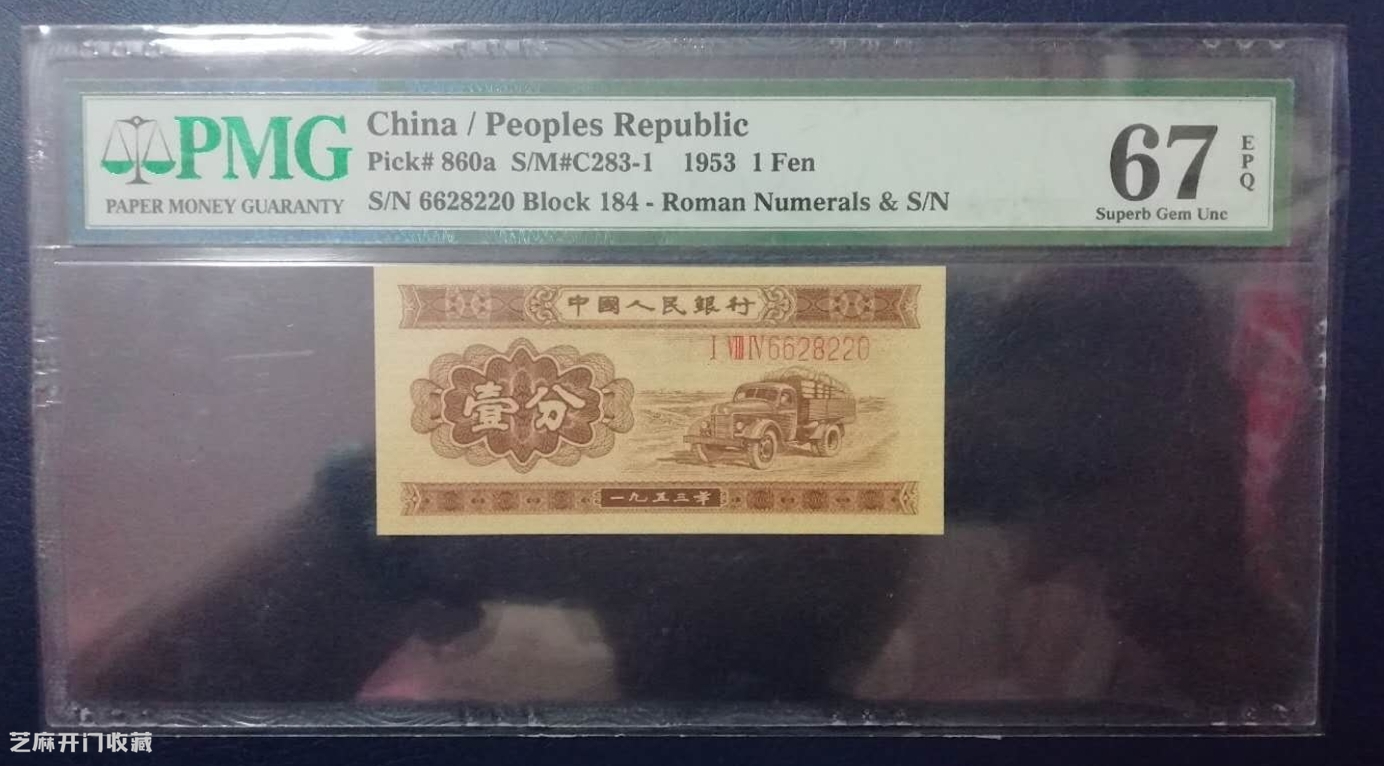 PMG
PAPER MONEY GUARANTY
China / Peoples Republic
Pick# 860a S/M#C283-1 1953 1 Fen
S/N 6628220 Block 184 - Roman Numerals & S/N
67
EPQ
Superb Gem Unc
中國人民銀行
I VIII IV 6628220
壹分
一九五三年
芝麻开门收藏